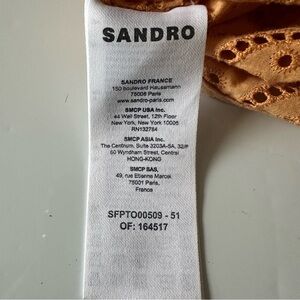 SANDRO
SANDRO FRANCE
150 boulevard Haussmann
75008 Paris
www.sandro-paris.com
SMCP USA Inc.
44 Wall Street, 12th Floor
New York, New York 10005
RN132784
SMCP ASIA Inc.
The Centrum, Suite 3203A-5A, 32/F
60 Wyndham Street, Central
HONG-KONG
SMCP SAS,
49, rue Etienne Marcel
75001 Paris,
France
SFPTO00509 - 51
OF: 164517